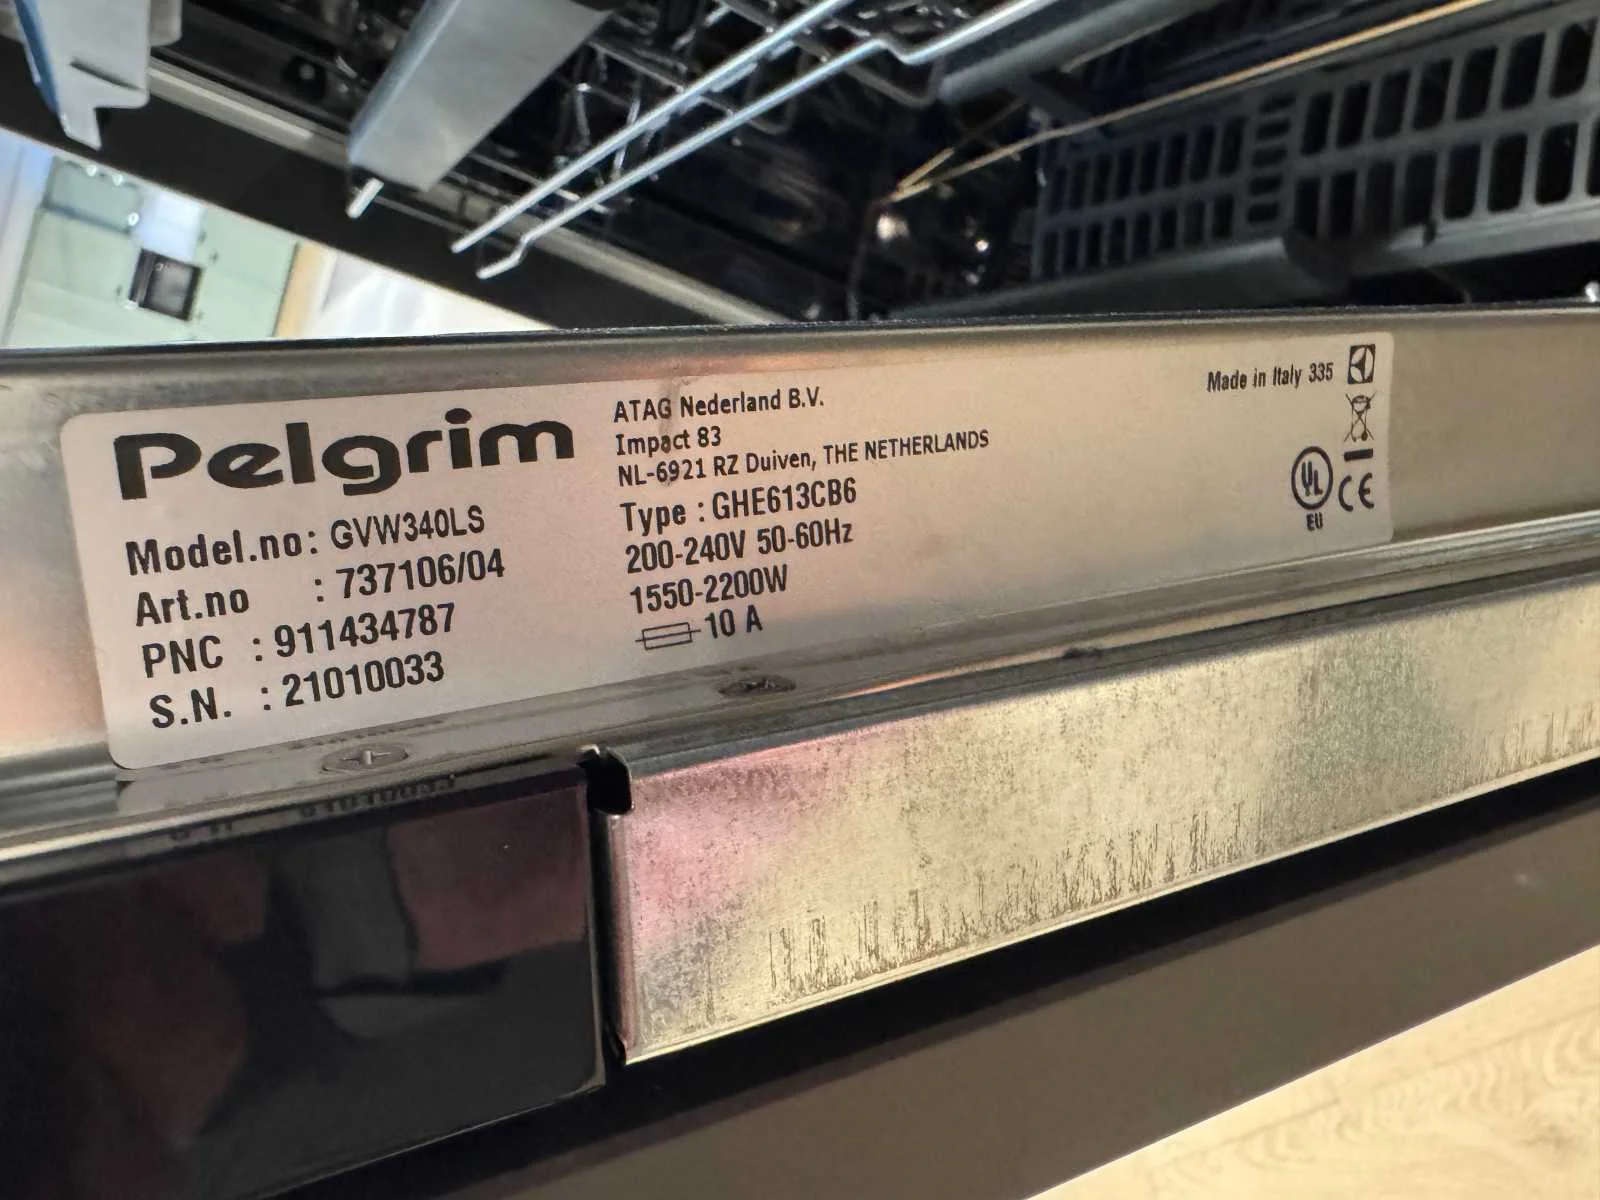 Pelgrim
Model.no: GVW340LS
Art.no : 737106/04
PNC : 911434787
S.N. : 21010033
ATAG Nederland B.V.
Impact 83
NL-6921 RZ Duiven, THE NETHERLANDS
Type : GHE613CB6
200-240V 50-60Hz
1550-2200W
10 A
Made in Italy 335
UL
EU
CE